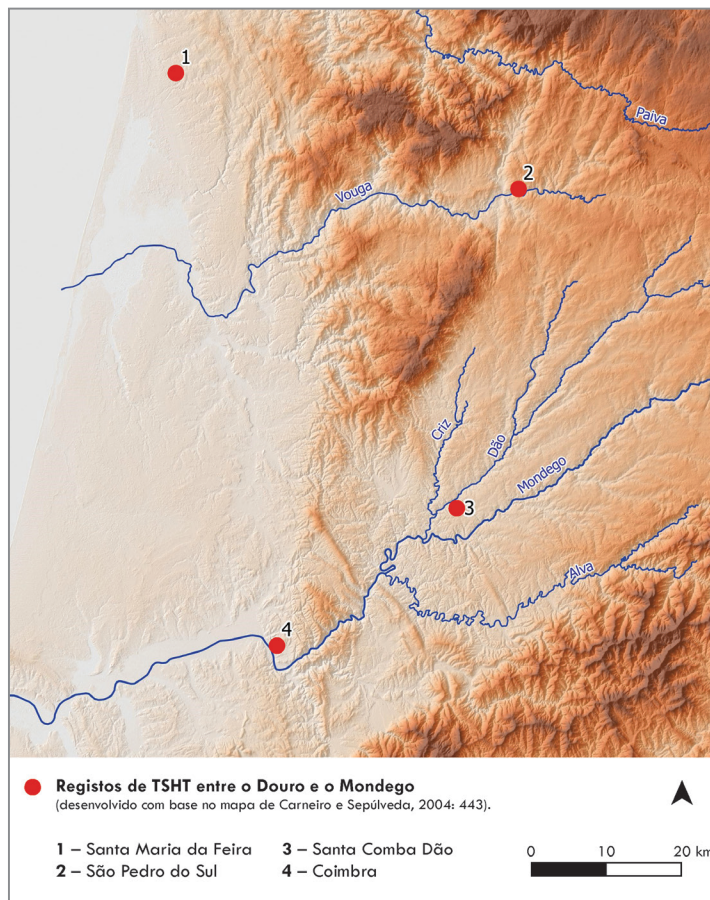 1
Paiva
2
Vouga
Criz
Dão
Mondego
3
Alva
4
Registos de TSHT entre o Douro e o Mondego
(desenvolvido com base no mapa de Carneiro e Sepúlveda, 2004: 443).
1 – Santa Maria da Feira
2 – São Pedro do Sul
3 – Santa Comba Dão
4 – Coimbra
0 10 20 km